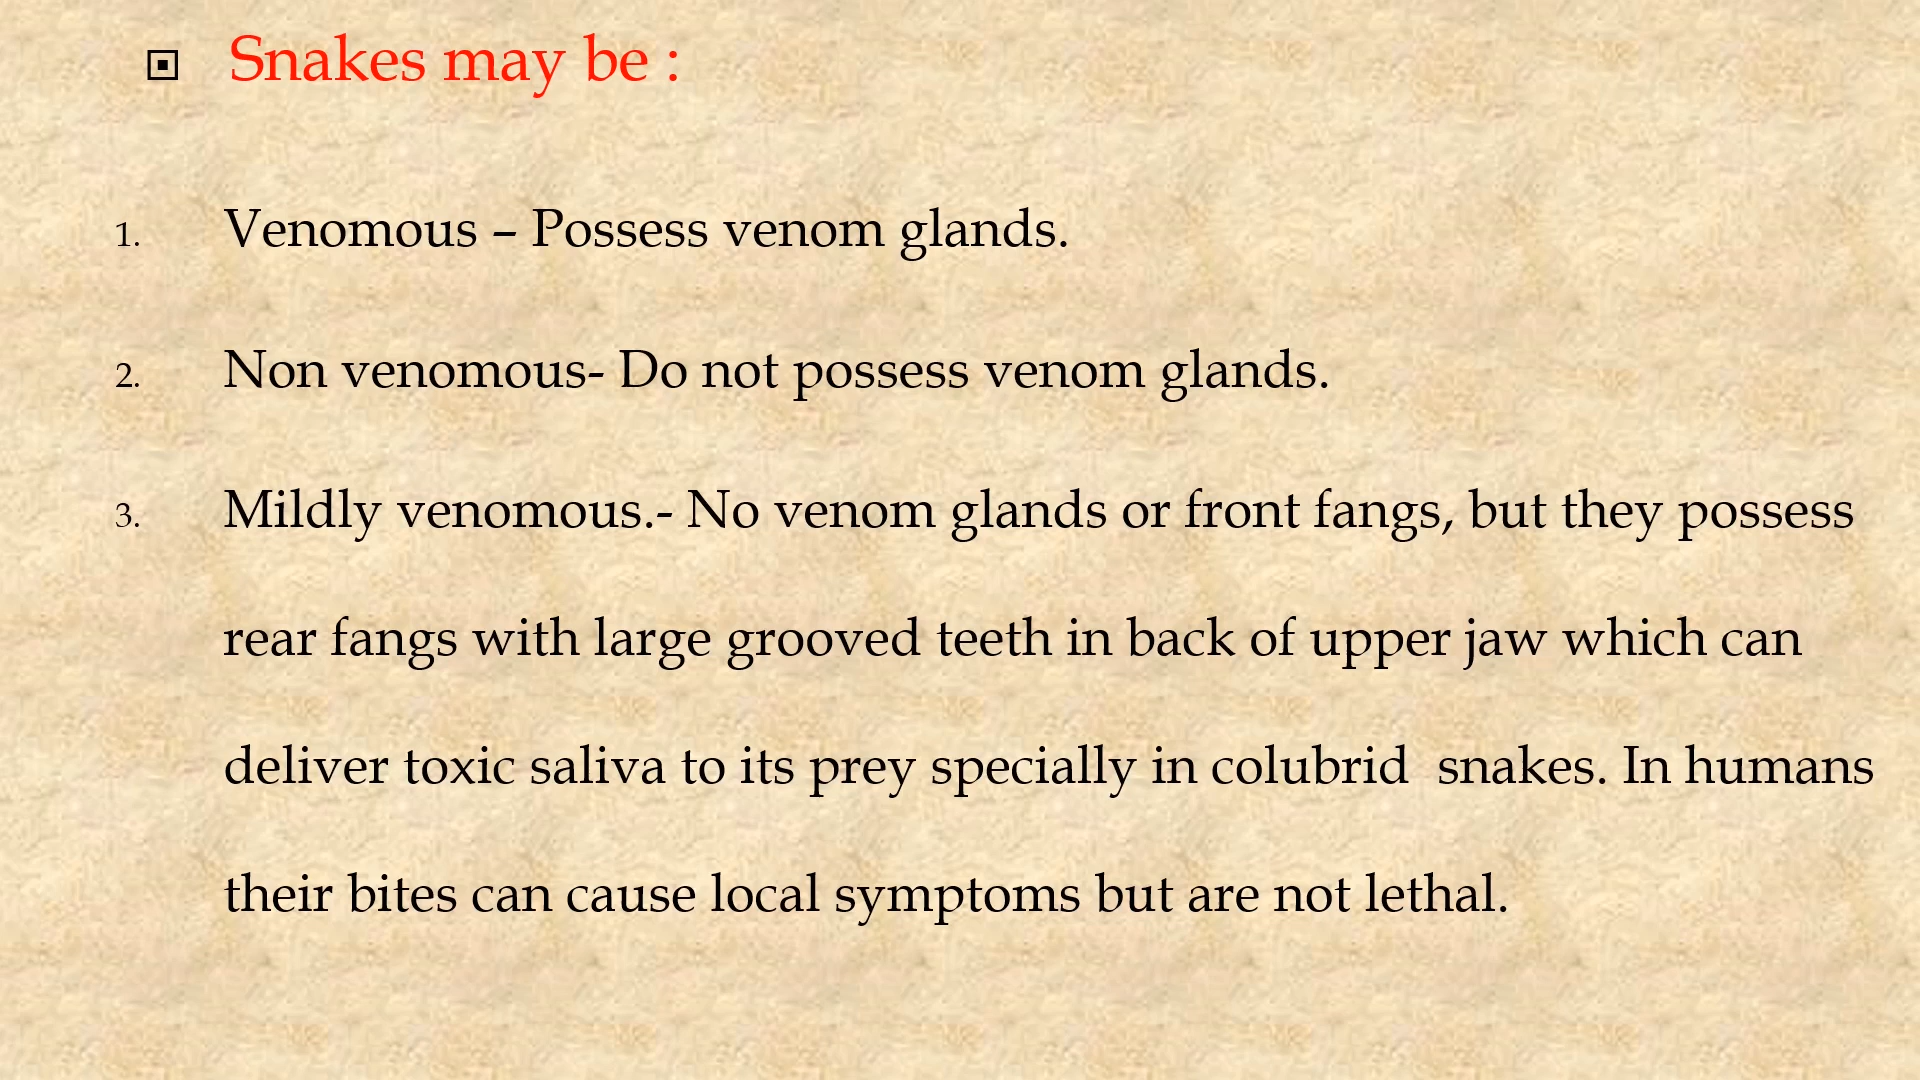 Snakes may be :
1. Venomous – Possess venom glands.
2. Non venomous- Do not possess venom glands.
3. Mildly venomous.- No venom glands or front fangs, but they possess
rear fangs with large grooved teeth in back of upper jaw which can
deliver toxic saliva to its prey specially in colubrid  snakes. In humans
their bites can cause local symptoms but are not lethal.